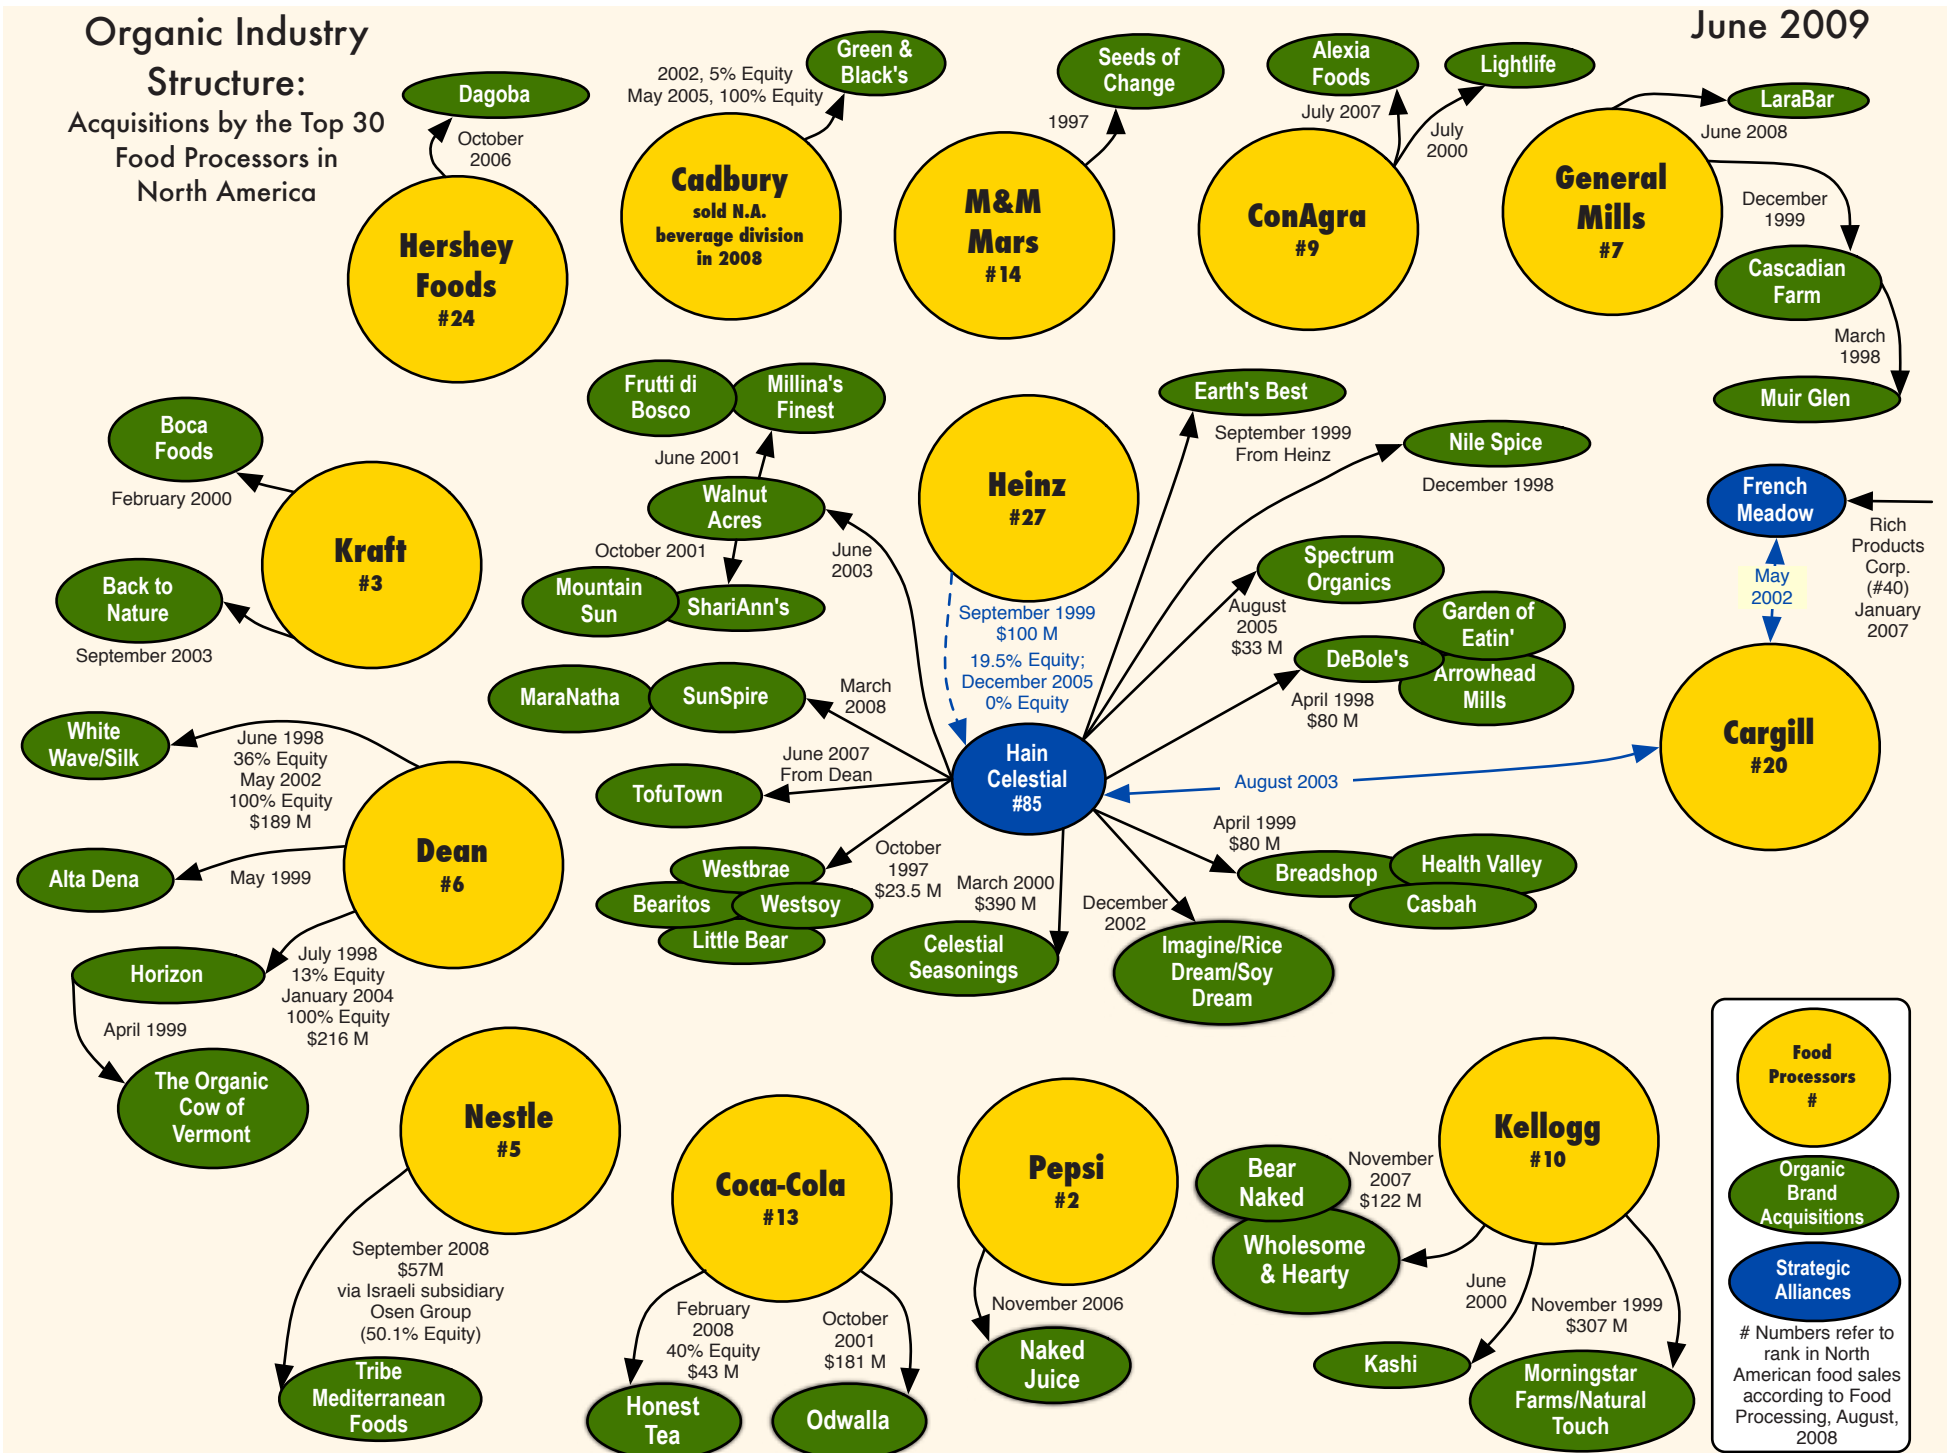 Organic Industry
Structure:
Acquisitions by the Top 30
Food Processors in
North America
June 2009
Dagoba
October
2006
Hershey
Foods
#24
2002, 5% Equity
May 2005, 100% Equity
Green &
Black's
Cadbury
sold N.A.
beverage division
in 2008
Seeds of
Change
1997
M&M
Mars
#14
Alexia
Foods
July 2007
Lightlife
July
2000
ConAgra
#9
LaraBar
June 2008
General
Mills
#7
December
1999
Cascadian
Farm
March
1998
Muir Glen
Boca
Foods
February 2000
Kraft
#3
Back to
Nature
September 2003
Frutti di
Bosco
Millina's
Finest
June 2001
Walnut
Acres
October 2001
Mountain
Sun
ShariAnn's
June
2003
MaraNatha
SunSpire
March
2008
Heinz
#27
September 1999
$100 M
19.5% Equity;
December 2005
0% Equity
Earth's Best
September 1999
From Heinz
Nile Spice
December 1998
Spectrum
Organics
August
2005
$33 M
Garden of
Eatin'
DeBole's
Arrowhead
Mills
April 1998
$80 M
French
Meadow
Rich
Products
Corp.
(#40)
January
2007
May
2002
Cargill
#20
August 2003
Hain
Celestial
#85
June 2007
From Dean
TofuTown
White
Wave/Silk
June 1998
36% Equity
May 2002
100% Equity
$189 M
Dean
#6
Alta Dena
May 1999
Horizon
July 1998
13% Equity
January 2004
100% Equity
$216 M
April 1999
The Organic
Cow of
Vermont
October
1997
$23.5 M
Westbrae
Bearitos
Westsoy
Little Bear
March 2000
$390 M
Celestial
Seasonings
December
2002
Imagine/Rice
Dream/Soy
Dream
April 1999
$80 M
Breadshop
Health Valley
Casbah
Nestle
#5
September 2008
$57M
via Israeli subsidiary
Osen Group
(50.1% Equity)
Tribe
Mediterranean
Foods
Coca-Cola
#13
February
2008
40% Equity
$43 M
Honest
Tea
October
2001
$181 M
Odwalla
Pepsi
#2
November 2006
Naked
Juice
Kellogg
#10
Bear
Naked
November
2007
$122 M
Wholesome
& Hearty
June
2000
Kashi
November 1999
$307 M
Morningstar
Farms/Natural
Touch
Food
Processors
#
Organic
Brand
Acquisitions
Strategic
Alliances
# Numbers refer to
rank in North
American food sales
according to Food
Processing, August,
2008